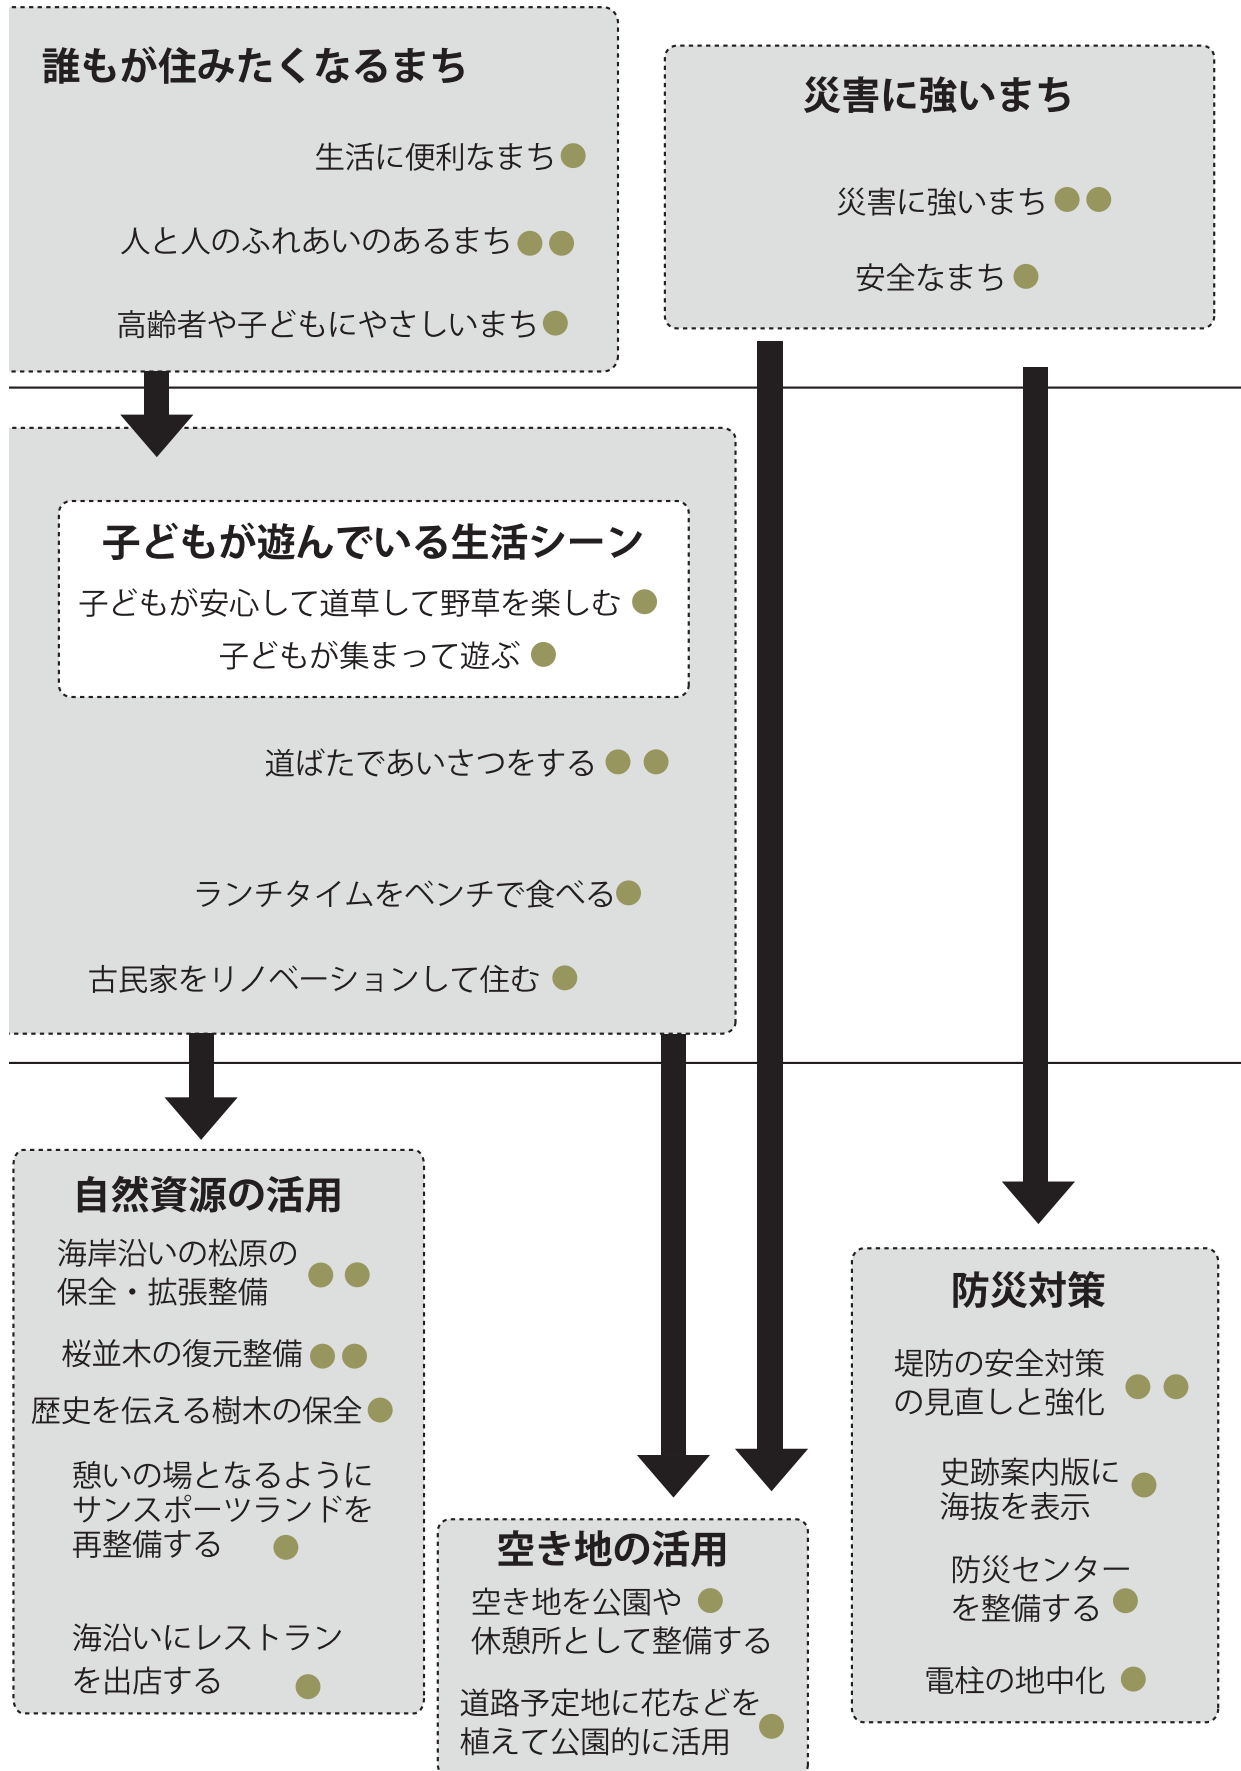 誰もが住みたくなるまち
生活に便利なまち
人と人のふれあいのあるまち
高齢者や子どもにやさしいまち
災害に強いまち
災害に強いまち
安全なまち
子どもが遊んでいる生活シーン
子どもが安心して道草して野草を楽しむ
子どもが集まって遊ぶ
道ばたであいさつをする
ランチタイムをベンチで食べる
古民家をリノベーションして住む
自然資源の活用
海岸沿いの松原の
保全・拡張整備
桜並木の復元整備
歴史を伝える樹木の保全
憩いの場となるように
サンスポーツランドを
再整備する
海沿いにレストラン
を出店する
空き地の活用
空き地を公園や
休憩所として整備する
道路予定地に花などを
植えて公園的に活用
防災対策
堤防の安全対策
の見直しと強化
史跡案内版に
海抜を表示
防災センター
を整備する
電柱の地中化